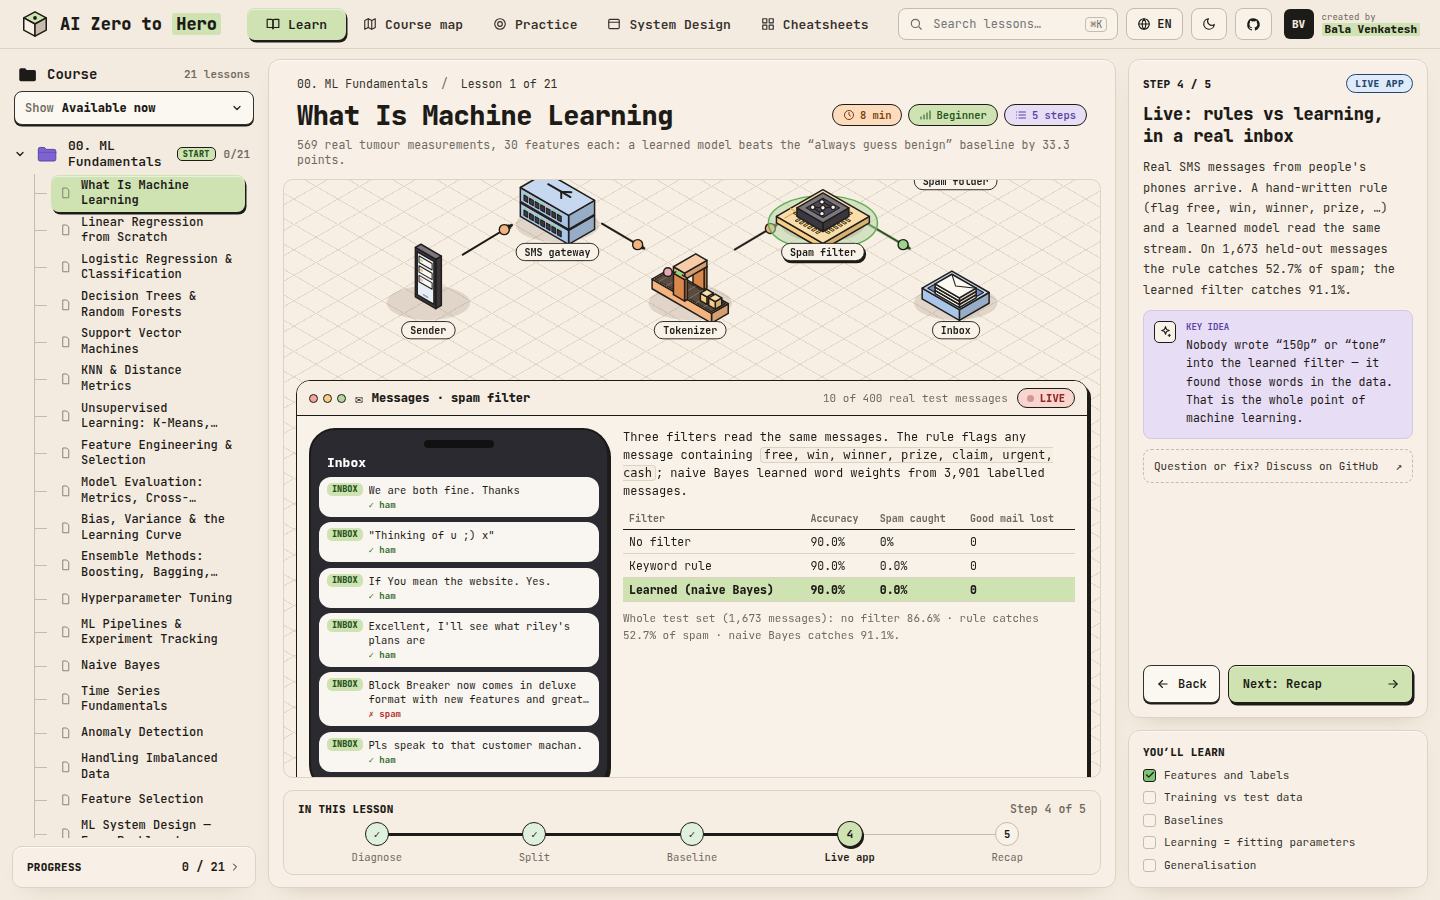 AI Zero to Hero
Learn
Course map
Practice
System Design
Cheatsheets
Search lessons…
⌘K
EN
BV
created by
Bala Venkatesh
Course
21 lessons
Show Available now
00. ML
Fundamentals
START
0/21
What Is Machine
Learning
Linear Regression
from Scratch
Logistic Regression &
Classification
Decision Trees &
Random Forests
Support Vector
Machines
KNN & Distance
Metrics
Unsupervised
Learning: K-Means,…
Feature Engineering &
Selection
Model Evaluation:
Metrics, Cross-…
Bias, Variance & the
Learning Curve
Ensemble Methods:
Boosting, Bagging,…
Hyperparameter Tuning
ML Pipelines &
Experiment Tracking
Naive Bayes
Time Series
Fundamentals
Anomaly Detection
Handling Imbalanced
Data
Feature Selection
ML System Design —
PROGRESS
0 / 21
00. ML Fundamentals / Lesson 1 of 21
What Is Machine Learning
8 min
Beginner
5 steps
569 real tumour measurements, 30 features each: a learned model beats the “always guess benign” baseline by 33.3
points.
Spam folder
SMS gateway
Spam filter
Sender
Tokenizer
Inbox
✉ Messages · spam filter
10 of 400 real test messages
LIVE
Inbox
INBOX We are both fine. Thanks
✓ ham
INBOX "Thinking of u ;) x"
✓ ham
INBOX If You mean the website. Yes.
✓ ham
INBOX Excellent, I'll see what riley's
plans are
✓ ham
INBOX Block Breaker now comes in deluxe
format with new features and great…
✗ spam
INBOX Pls speak to that customer machan.
✓ ham
Three filters read the same messages. The rule flags any
message containing free, win, winner, prize, claim, urgent,
cash; naive Bayes learned word weights from 3,901 labelled
messages.
Filter Accuracy Spam caught Good mail lost
No filter 90.0% 0% 0
Keyword rule 90.0% 0.0% 0
Learned (naive Bayes) 90.0% 0.0% 0
Whole test set (1,673 messages): no filter 86.6% · rule catches
52.7% of spam · naive Bayes catches 91.1%.
IN THIS LESSON
Step 4 of 5
✓ ✓ ✓ 4 5
Diagnose Split Baseline Live app Recap
STEP 4 / 5
LIVE APP
Live: rules vs learning,
in a real inbox
Real SMS messages from people's
phones arrive. A hand-written rule
(flag free, win, winner, prize, …)
and a learned model read the same
stream. On 1,673 held-out messages
the rule catches 52.7% of spam; the
learned filter catches 91.1%.
KEY IDEA
Nobody wrote “150p” or “tone”
into the learned filter — it
found those words in the data.
That is the whole point of
machine learning.
Question or fix? Discuss on GitHub ↗
← Back
Next: Recap →
YOU’LL LEARN
Features and labels
Training vs test data
Baselines
Learning = fitting parameters
Generalisation